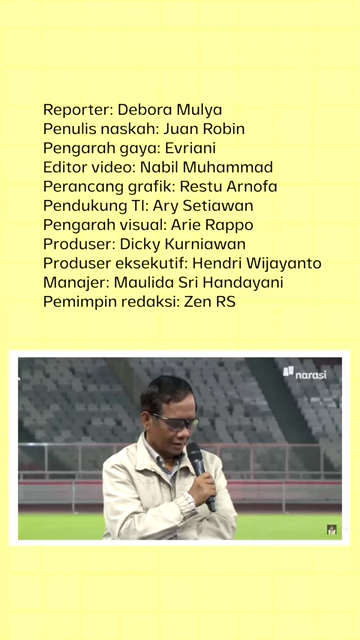 Reporter: Debora Mulya
Penulis naskah: Juan Robin
Pengarah gaya: Evriani
Editor video: Nabil Muhammad
Perancang grafik: Restu Arnofa
Pendukung TI: Ary Setiawan
Pengarah visual: Arie Rappo
Produser: Dicky Kurniawan
Produser eksekutif: Hendri Wijayanto
Manajer: Maulida Sri Handayani
Pemimpin redaksi: Zen RS
narasi